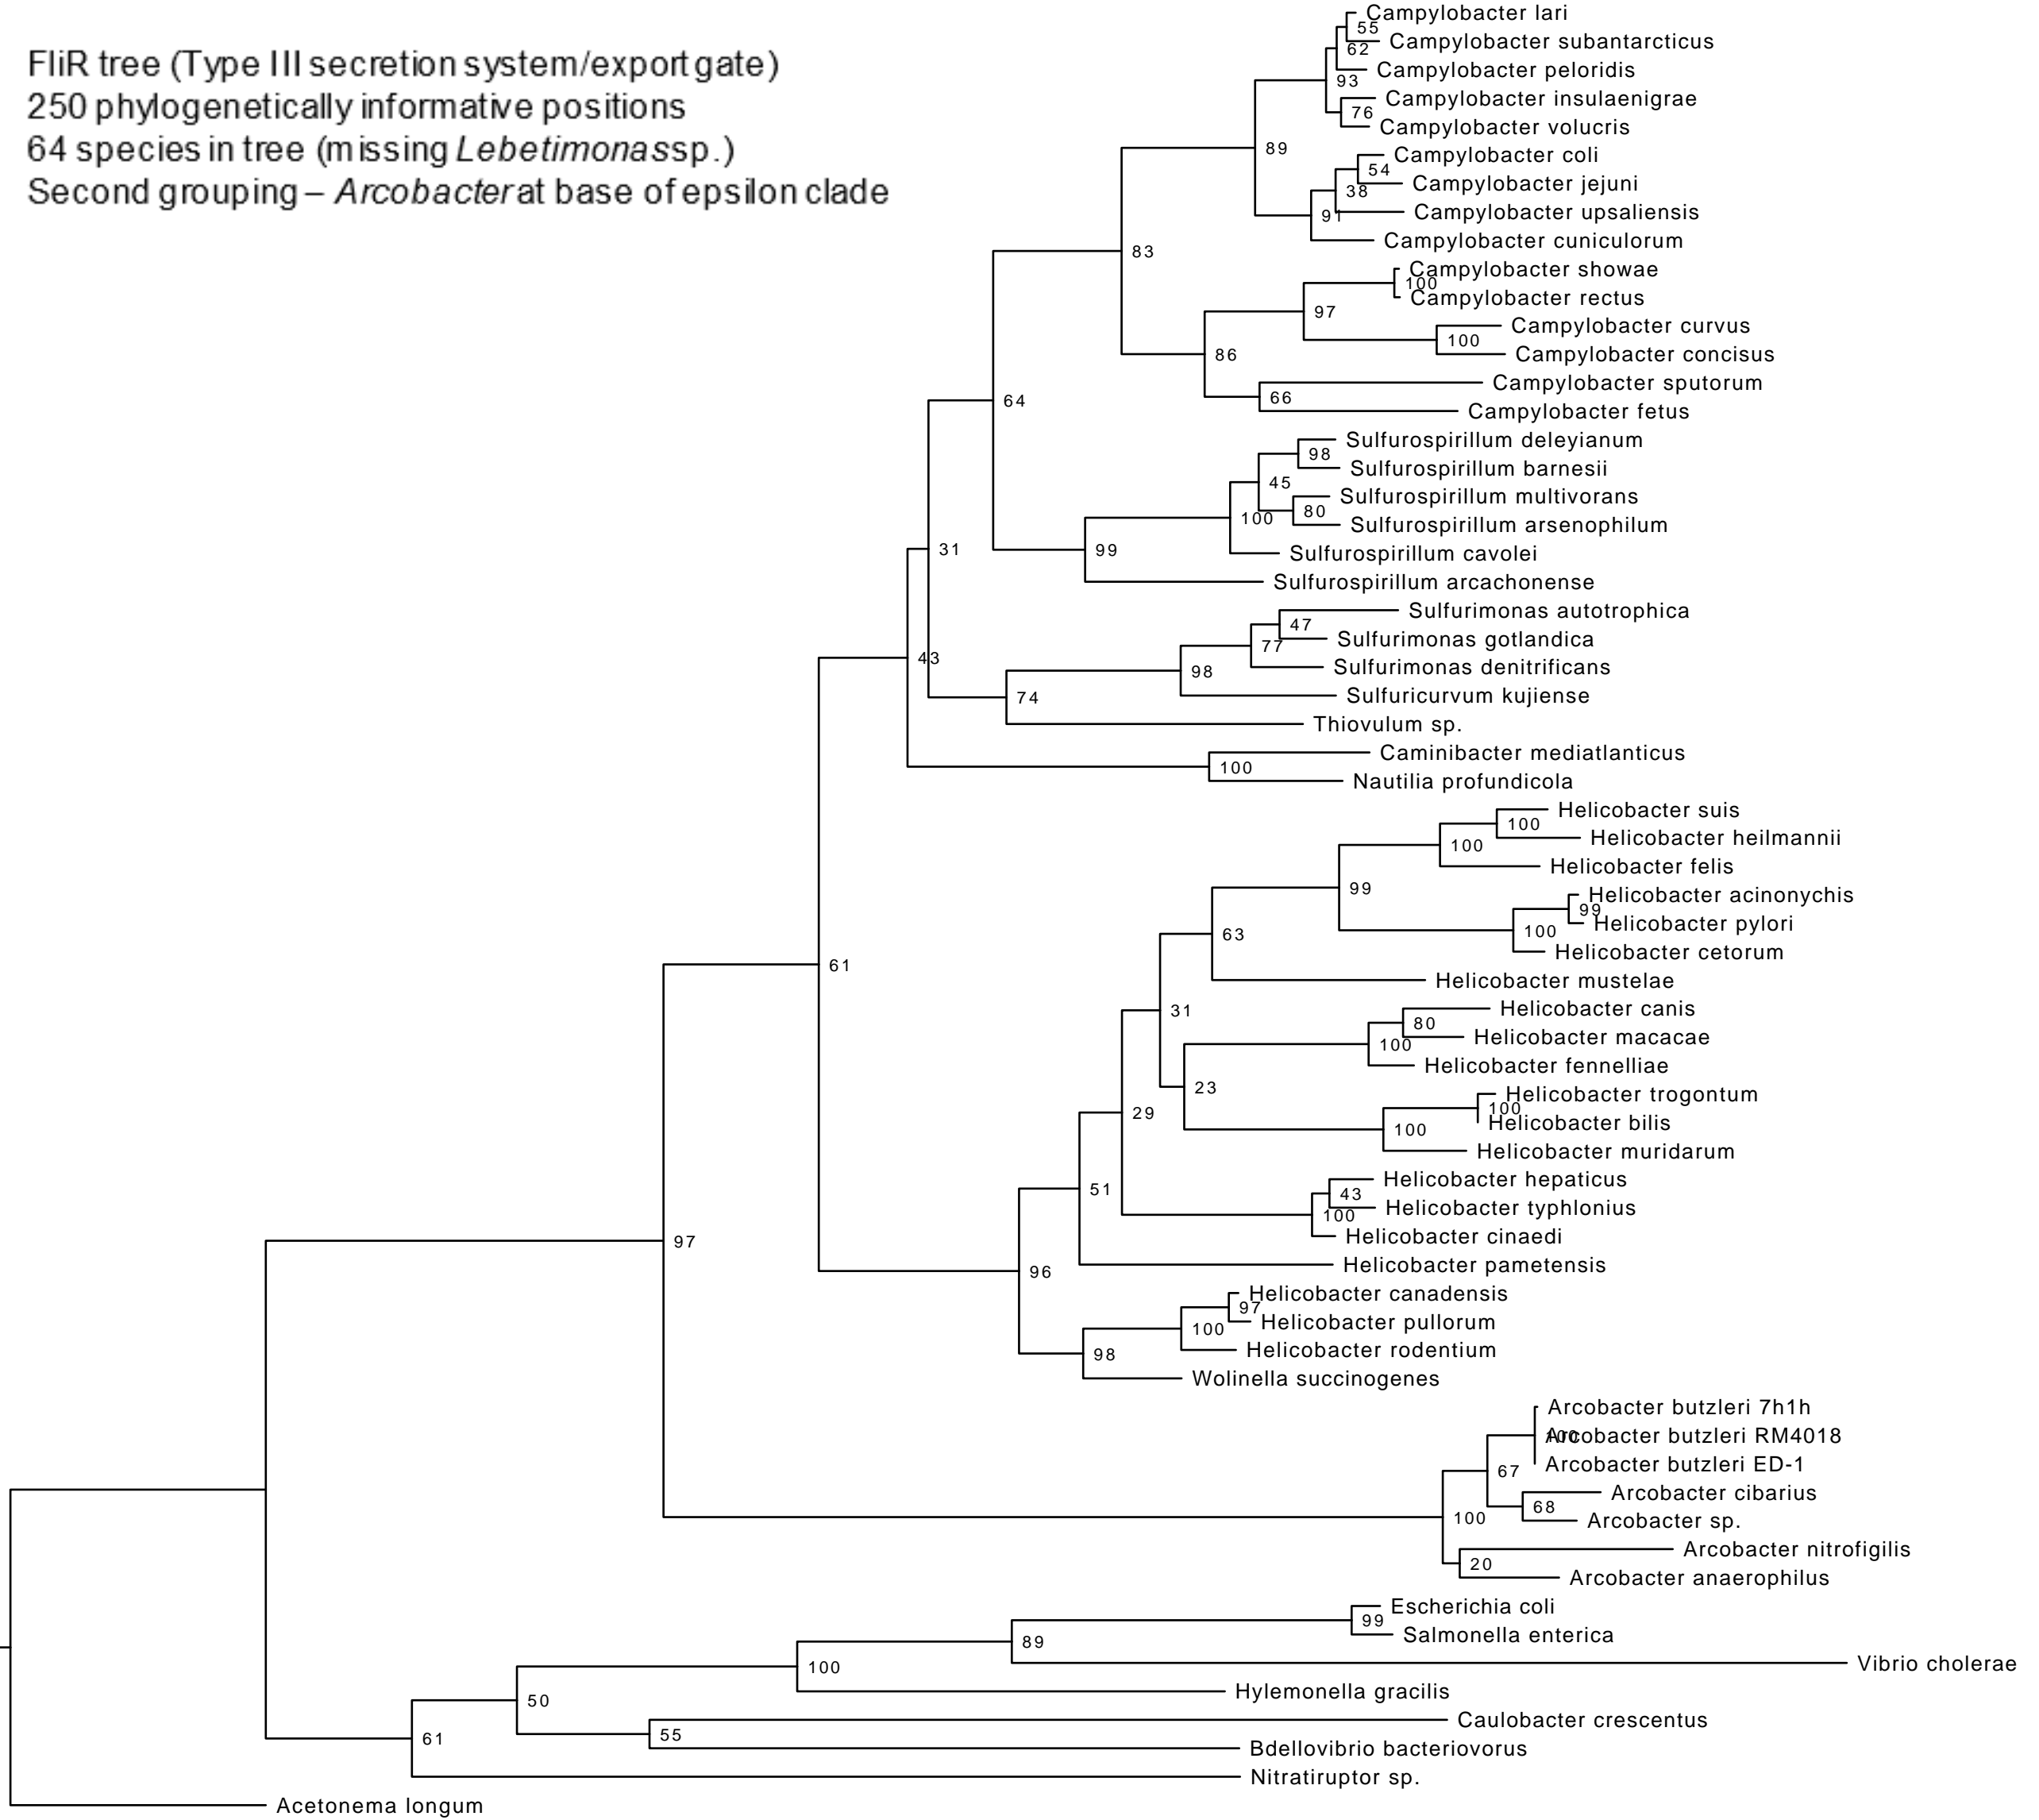 FliR tree (Type III secretion system/export gate)
250 phylogenetically informative positions
64 species in tree (missing Lebetimonas sp.)
Second grouping – Arcobacter at base of epsilon clade
Campylobacter lari
55
Campylobacter subantarcticus
62
Campylobacter peloridis
93
Campylobacter insulaenigrae
76
Campylobacter volucris
89
Campylobacter coli
54
Campylobacter jejuni
38
Campylobacter upsaliensis
91
Campylobacter cuniculorum
83
Campylobacter showae
100
Campylobacter rectus
97
Campylobacter curvus
100
Campylobacter concisus
86
Campylobacter sputorum
66
Campylobacter fetus
64
Sulfurospirillum deleyianum
98
Sulfurospirillum barnesii
45
Sulfurospirillum multivorans
80
Sulfurospirillum arsenophilum
100
Sulfurospirillum cavolei
99
Sulfurospirillum arcachonense
31
Sulfurimonas autotrophica
47
Sulfurimonas gotlandica
77
Sulfurimonas denitrificans
98
Sulfuricurvum kujiense
74
Thiovulum sp.
43
Caminibacter mediatlanticus
100
Nautilia profundicola
61
Helicobacter suis
100
Helicobacter heilmannii
100
Helicobacter felis
99
Helicobacter acinonychis
99
Helicobacter pylori
100
Helicobacter cetorum
63
Helicobacter mustelae
31
Helicobacter canis
80
Helicobacter macacae
100
Helicobacter fennelliae
23
Helicobacter trogontum
100
Helicobacter bilis
100
Helicobacter muridarum
29
Helicobacter hepaticus
43
Helicobacter typhlonius
100
Helicobacter cinaedi
51
Helicobacter pametensis
96
Helicobacter canadensis
97
Helicobacter pullorum
100
Helicobacter rodentium
98
Wolinella succinogenes
97
Arcobacter butzleri 7h1h
100
Arcobacter butzleri RM4018
Arcobacter butzleri ED-1
67
Arcobacter cibarius
68
Arcobacter sp.
100
Arcobacter nitrofigilis
20
Arcobacter anaerophilus
Escherichia coli
99
Salmonella enterica
89
Vibrio cholerae
100
Hylemonella gracilis
50
Caulobacter crescentus
55
Bdellovibrio bacteriovorus
61
Nitratiruptor sp.
Acetonema longum